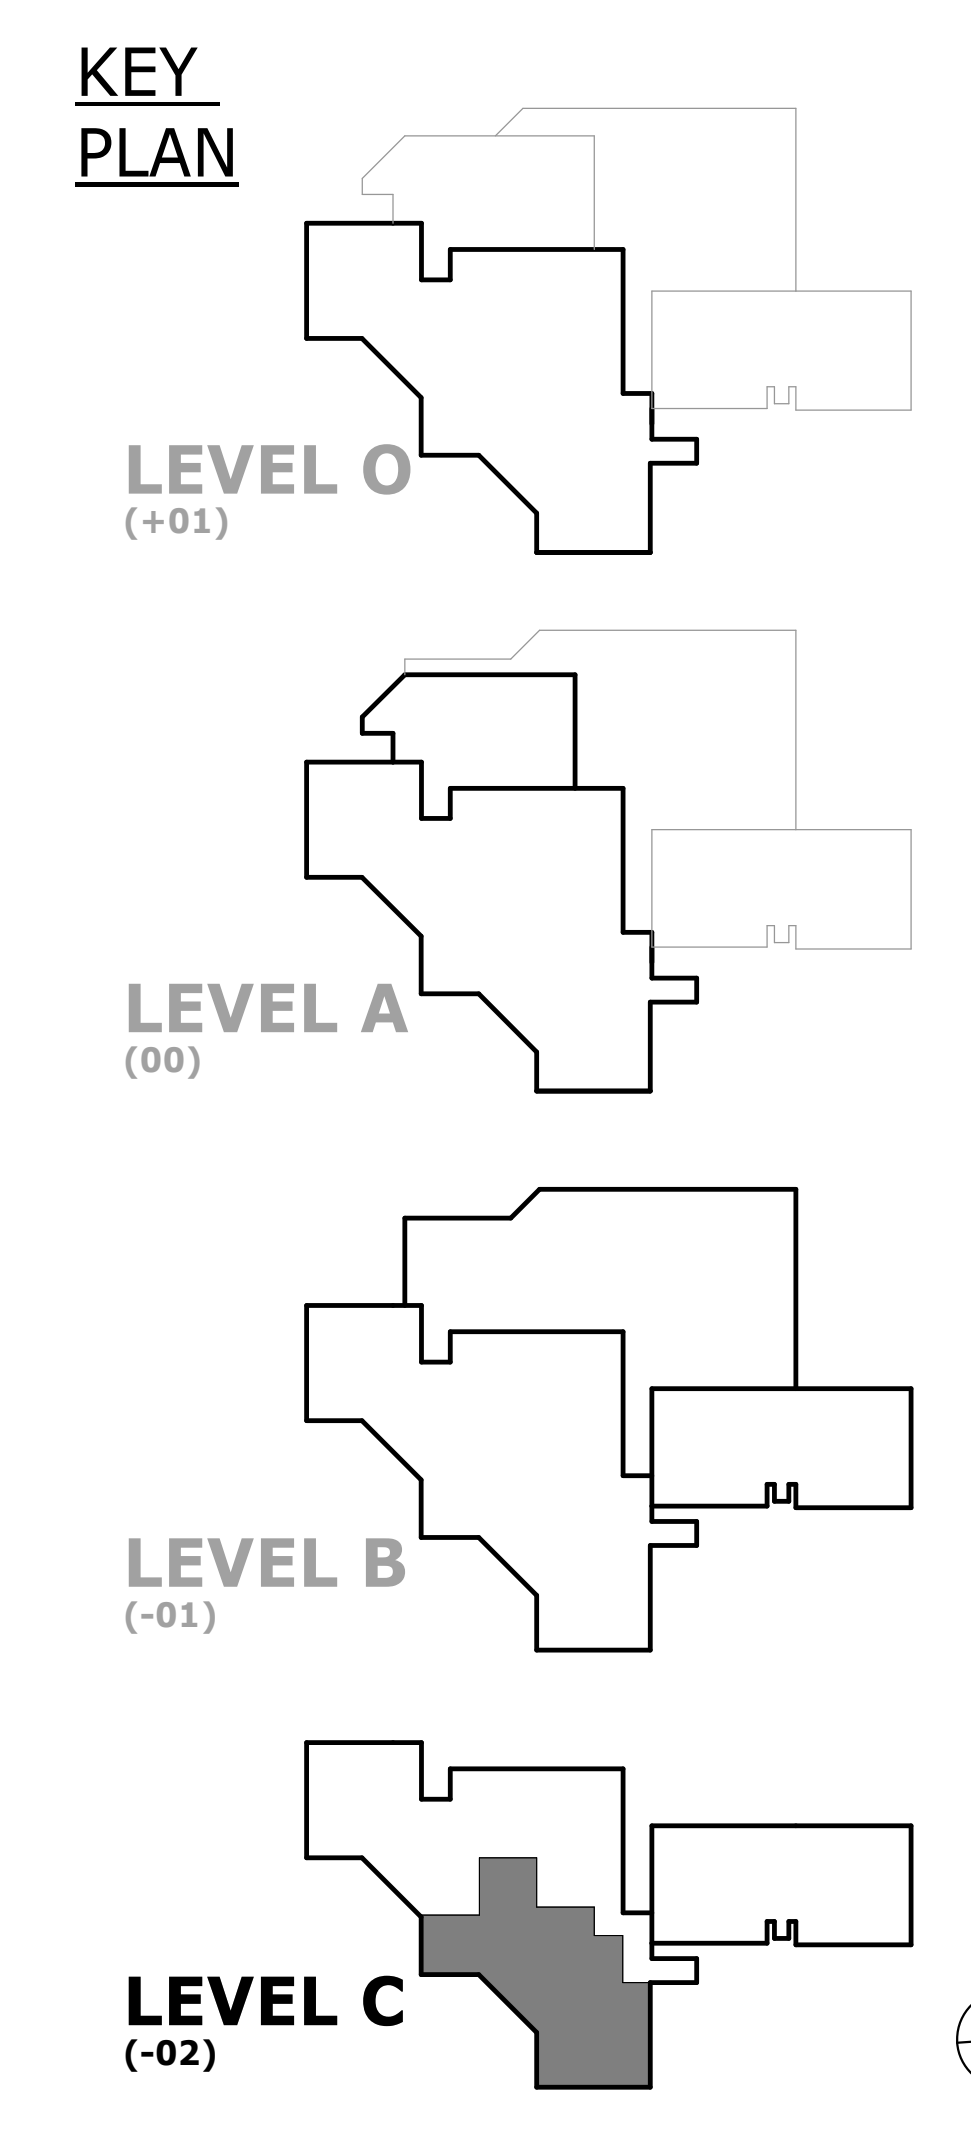 KEY
PLAN
LEVEL O
(+01)
LEVEL A
(00)
LEVEL B
(-01)
LEVEL C
(-02)